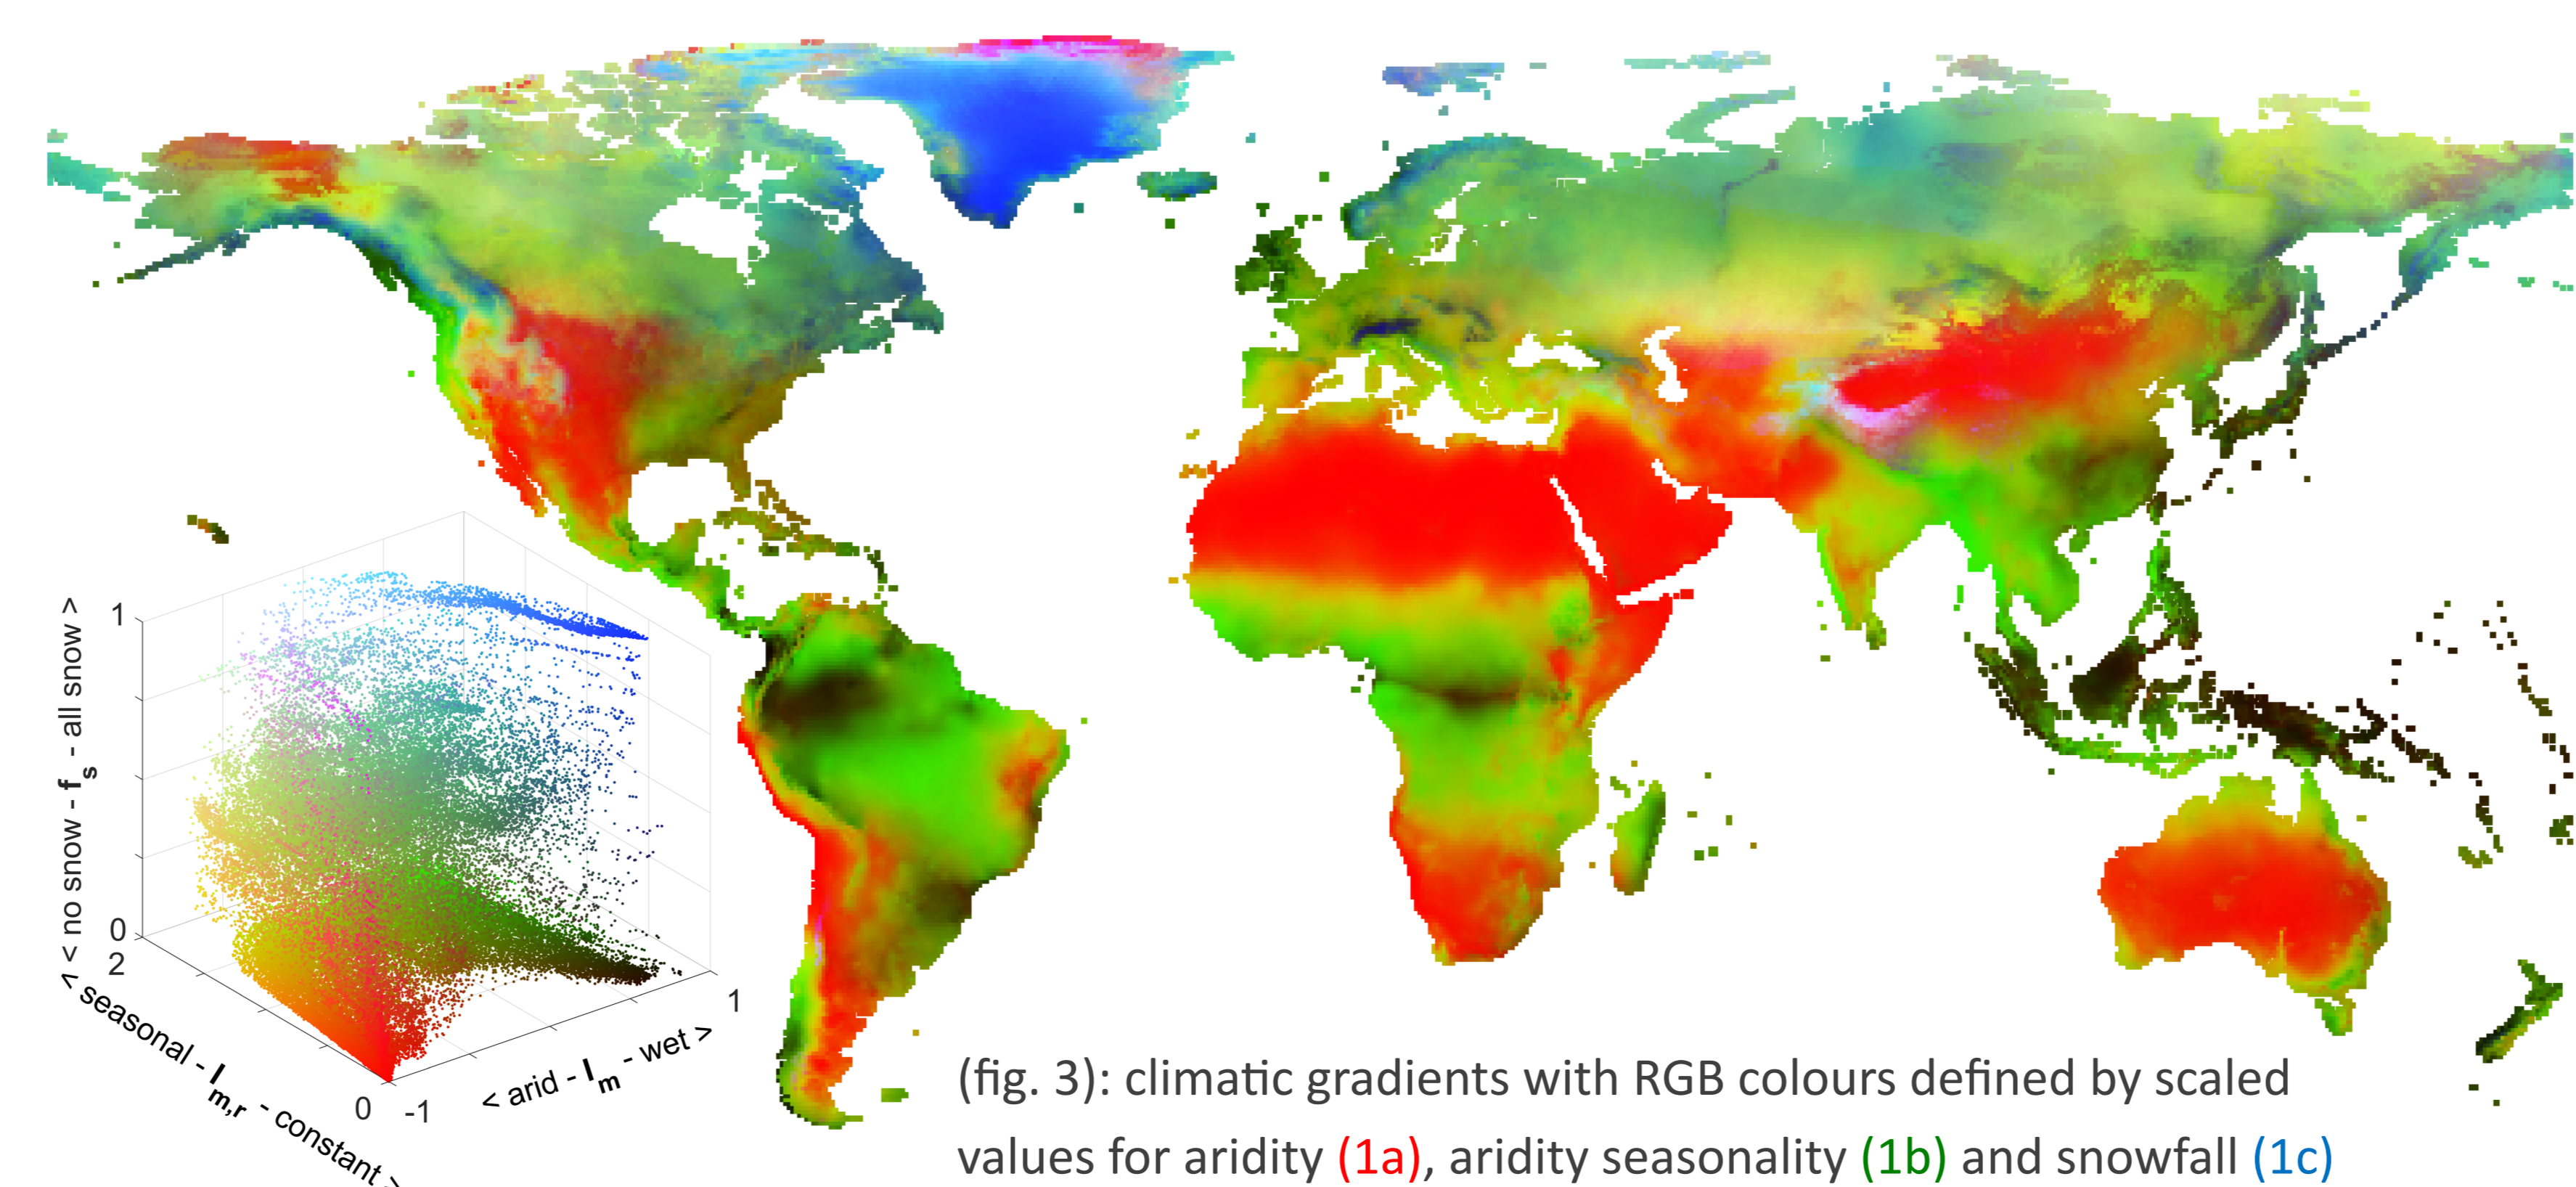 1
< no snow - fs - all snow >
0
2
< seasonal - Im,r - constant >
0
-1
< arid - Im - wet >
1
(fig. 3): climatic gradients with RGB colours defined by scaled
values for aridity (1a), aridity seasonality (1b) and snowfall (1c)